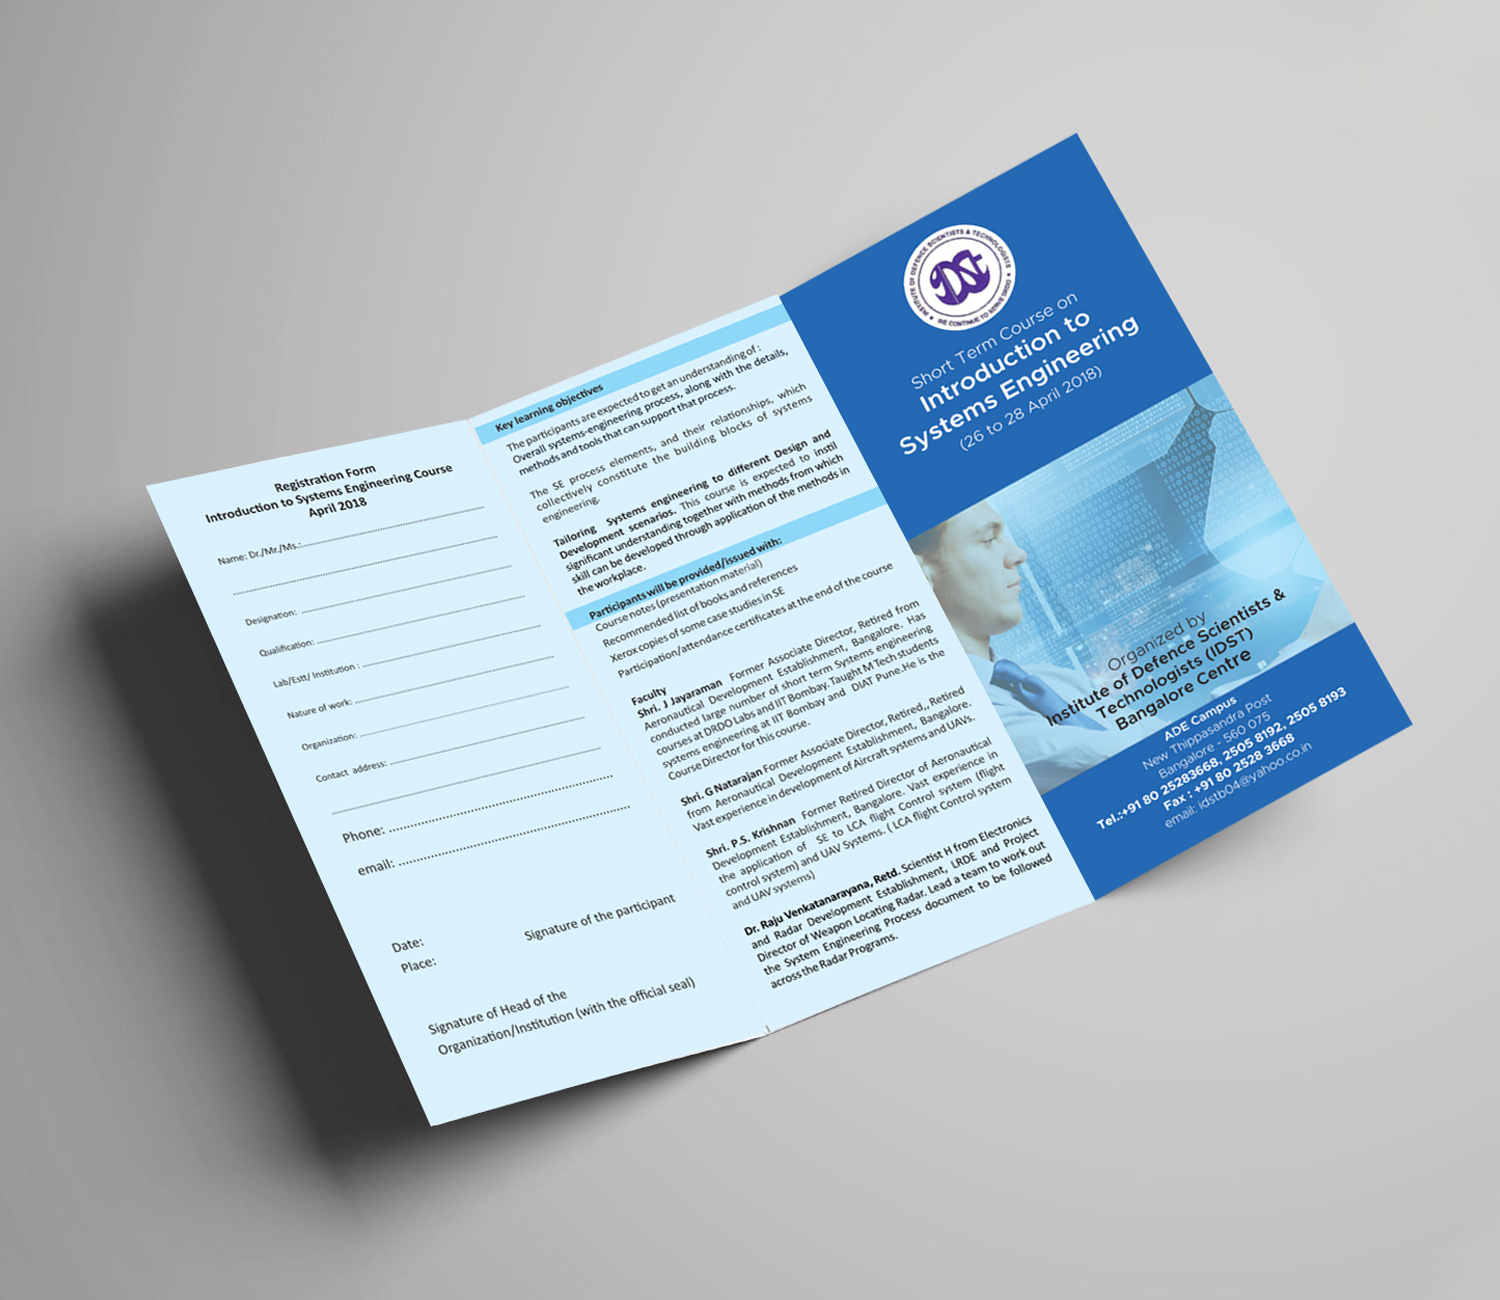 Registration Form
Introduction to Systems Engineering Course
April 2018
Name: Dr./Mr./Ms.:
Designation:
Qualification:
Lab/Estt/ Institution :
Nature of work:
Organization:
Contact address:
Phone:
email:
Date:
Signature of the participant
Place:
Signature of Head of the
Organization/Institution (with the official seal)
Key learning objectives
The participants are expected to get an understanding of :
Overall systems-engineering process, along with the details,
methods and tools that can support that process.
The SE process elements, and their relationships, which
collectively constitute the building blocks of systems
engineering.
Tailoring Systems engineering to different Design and
Development scenarios. This course is expected to instil
significant understanding together with methods from which
skill can be developed through application of the methods in
the workplace.
Participants will be provided/issued with:
Course notes (presentation material)
Recommended list of books and references
Xerox copies of some case studies in SE
Participation/attendance certificates at the end of the course
Faculty
Shri. J Jayaraman Former Associate Director, Retired from
Aeronautical Development Establishment, Bangalore. Has
conducted large number of short term Systems engineering
courses at DRDO Labs and IIT Bombay. Taught M Tech students
systems engineering at IIT Bombay and DIAT Pune.He is the
Course Director for this course.
Shri. G Natarajan Former Associate Director, Retired,, Retired
from Aeronautical Development Establishment, Bangalore.
Vast experience in development of Aircraft systems and UAVs.
Shri. P.S. Krishnan Former Retired Director of Aeronautical
Development Establishment, Bangalore. Vast experience in
the application of SE to LCA flight Control system (flight
control system) and UAV Systems. ( LCA flight Control system
and UAV systems)
Dr. Raju Venkatanarayana, Retd. Scientist H from Electronics
and Radar Development Establishment, LRDE and Project
Director of Weapon Locating Radar. Lead a team to work out
the System Engineering Process document to be followed
across the Radar Programs.
INSTITUTE OF DEFENCE SCIENTISTS & TECHNOLOGISTS
IDST
WE CONTINUE TO SERVE DRDO
Short Term Course on
Introduction to
Systems Engineering
(26 to 28 April 2018)
Organized by
Institute of Defence Scientists &
Technologists (IDST)
Bangalore Centre
ADE Campus
New Thippasandra Post
Bangalore - 560 075
Tel.:+91 80 25283668, 2505 8192, 2505 8193
Fax : +91 80 2528 3668
email: idstb04@yahoo.co.in